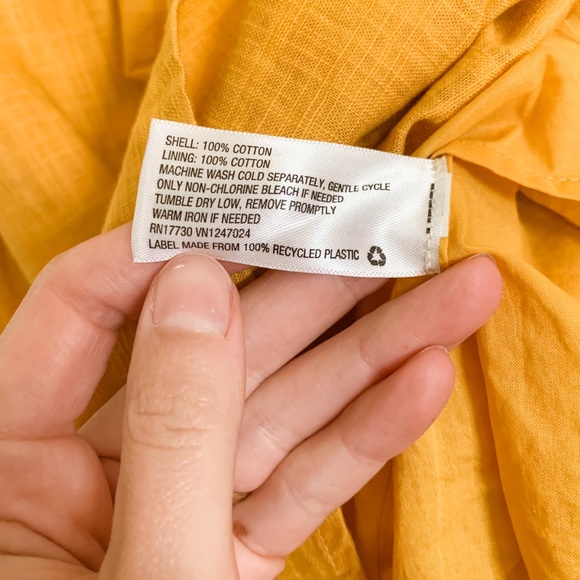 SHELL: 100% COTTON
LINING: 100% COTTON
MACHINE WASH COLD SEPARATELY, GENTLE CYCLE
ONLY NON-CHLORINE BLEACH IF NEEDED
TUMBLE DRY LOW, REMOVE PROMPTLY
WARM IRON IF NEEDED
RN17730 VN1247024
LABEL MADE FROM 100% RECYCLED PLASTIC